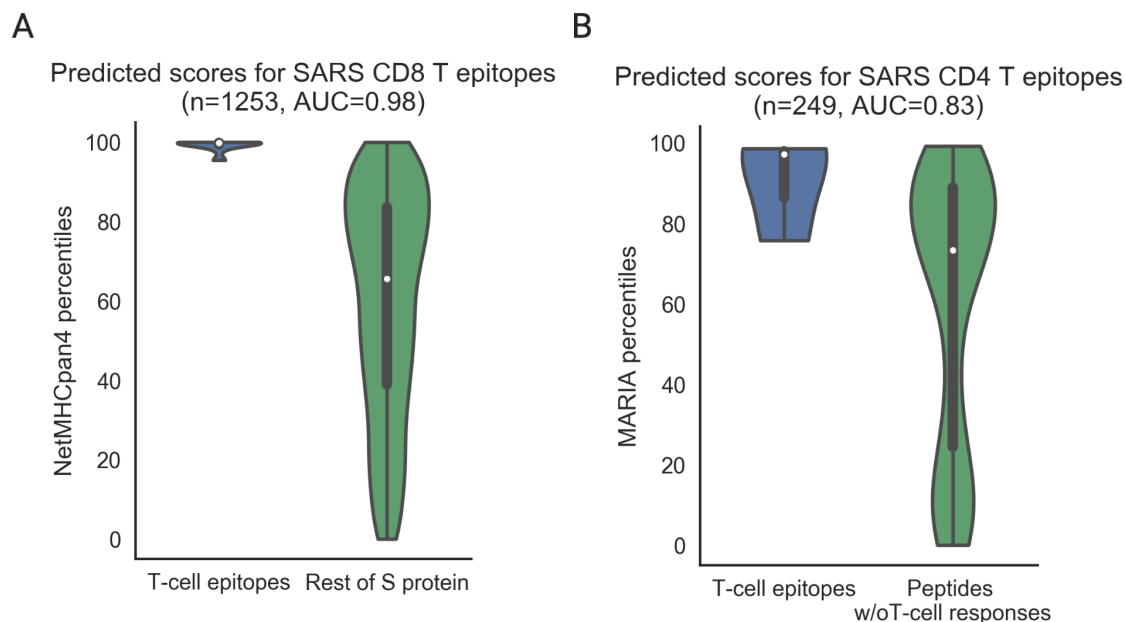 A
Predicted scores for SARS CD8 T epitopes
(n=1253, AUC=0.98)
NetMHCpan4 percentiles
100
80
60
40
20
0
T-cell epitopes
Rest of S protein
B
Predicted scores for SARS CD4 T epitopes
(n=249, AUC=0.83)
MARIA percentiles
100
80
60
40
20
0
T-cell epitopes
Peptides
w/oT-cell responses